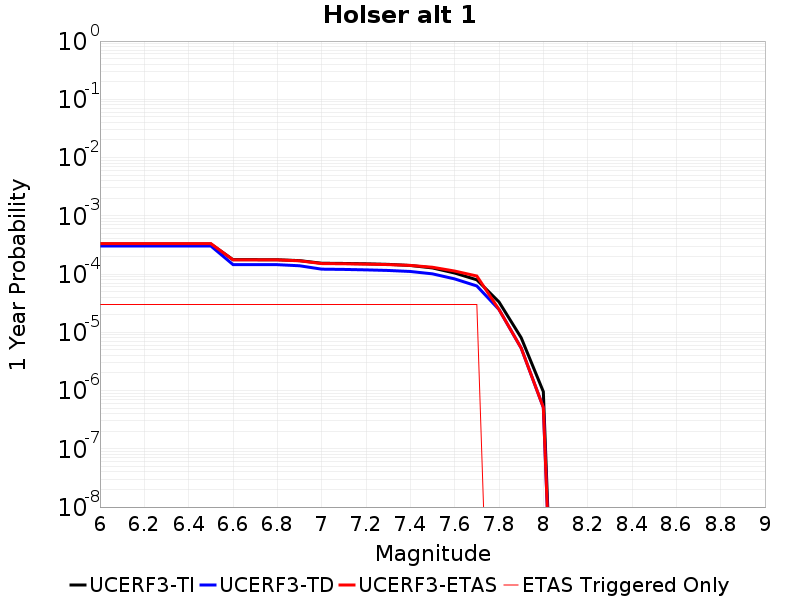 Holser alt 1
1 Year Probability
10^0
10^-1
10^-2
10^-3
10^-4
10^-5
10^-6
10^-7
10^-8
6 6.2 6.4 6.6 6.8 7 7.2 7.4 7.6 7.8 8 8.2 8.4 8.6 8.8 9
Magnitude
UCERF3-TI UCERF3-TD UCERF3-ETAS ETAS Triggered Only